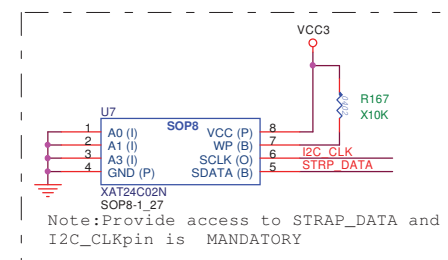 VCC3
U7
SOP8
R167
X10K
0402
1 A0 (I) VCC (P) 8
2 A1 (I) WP (B) 7
3 A3 (I) SCLK (O) 6 I2C_CLK
4 GND (P) SDATA (B) 5 STRP_DATA
XAT24C02N
SOP8-1_27
Note:Provide access to STRAP_DATA and
I2C_CLKpin is MANDATORY